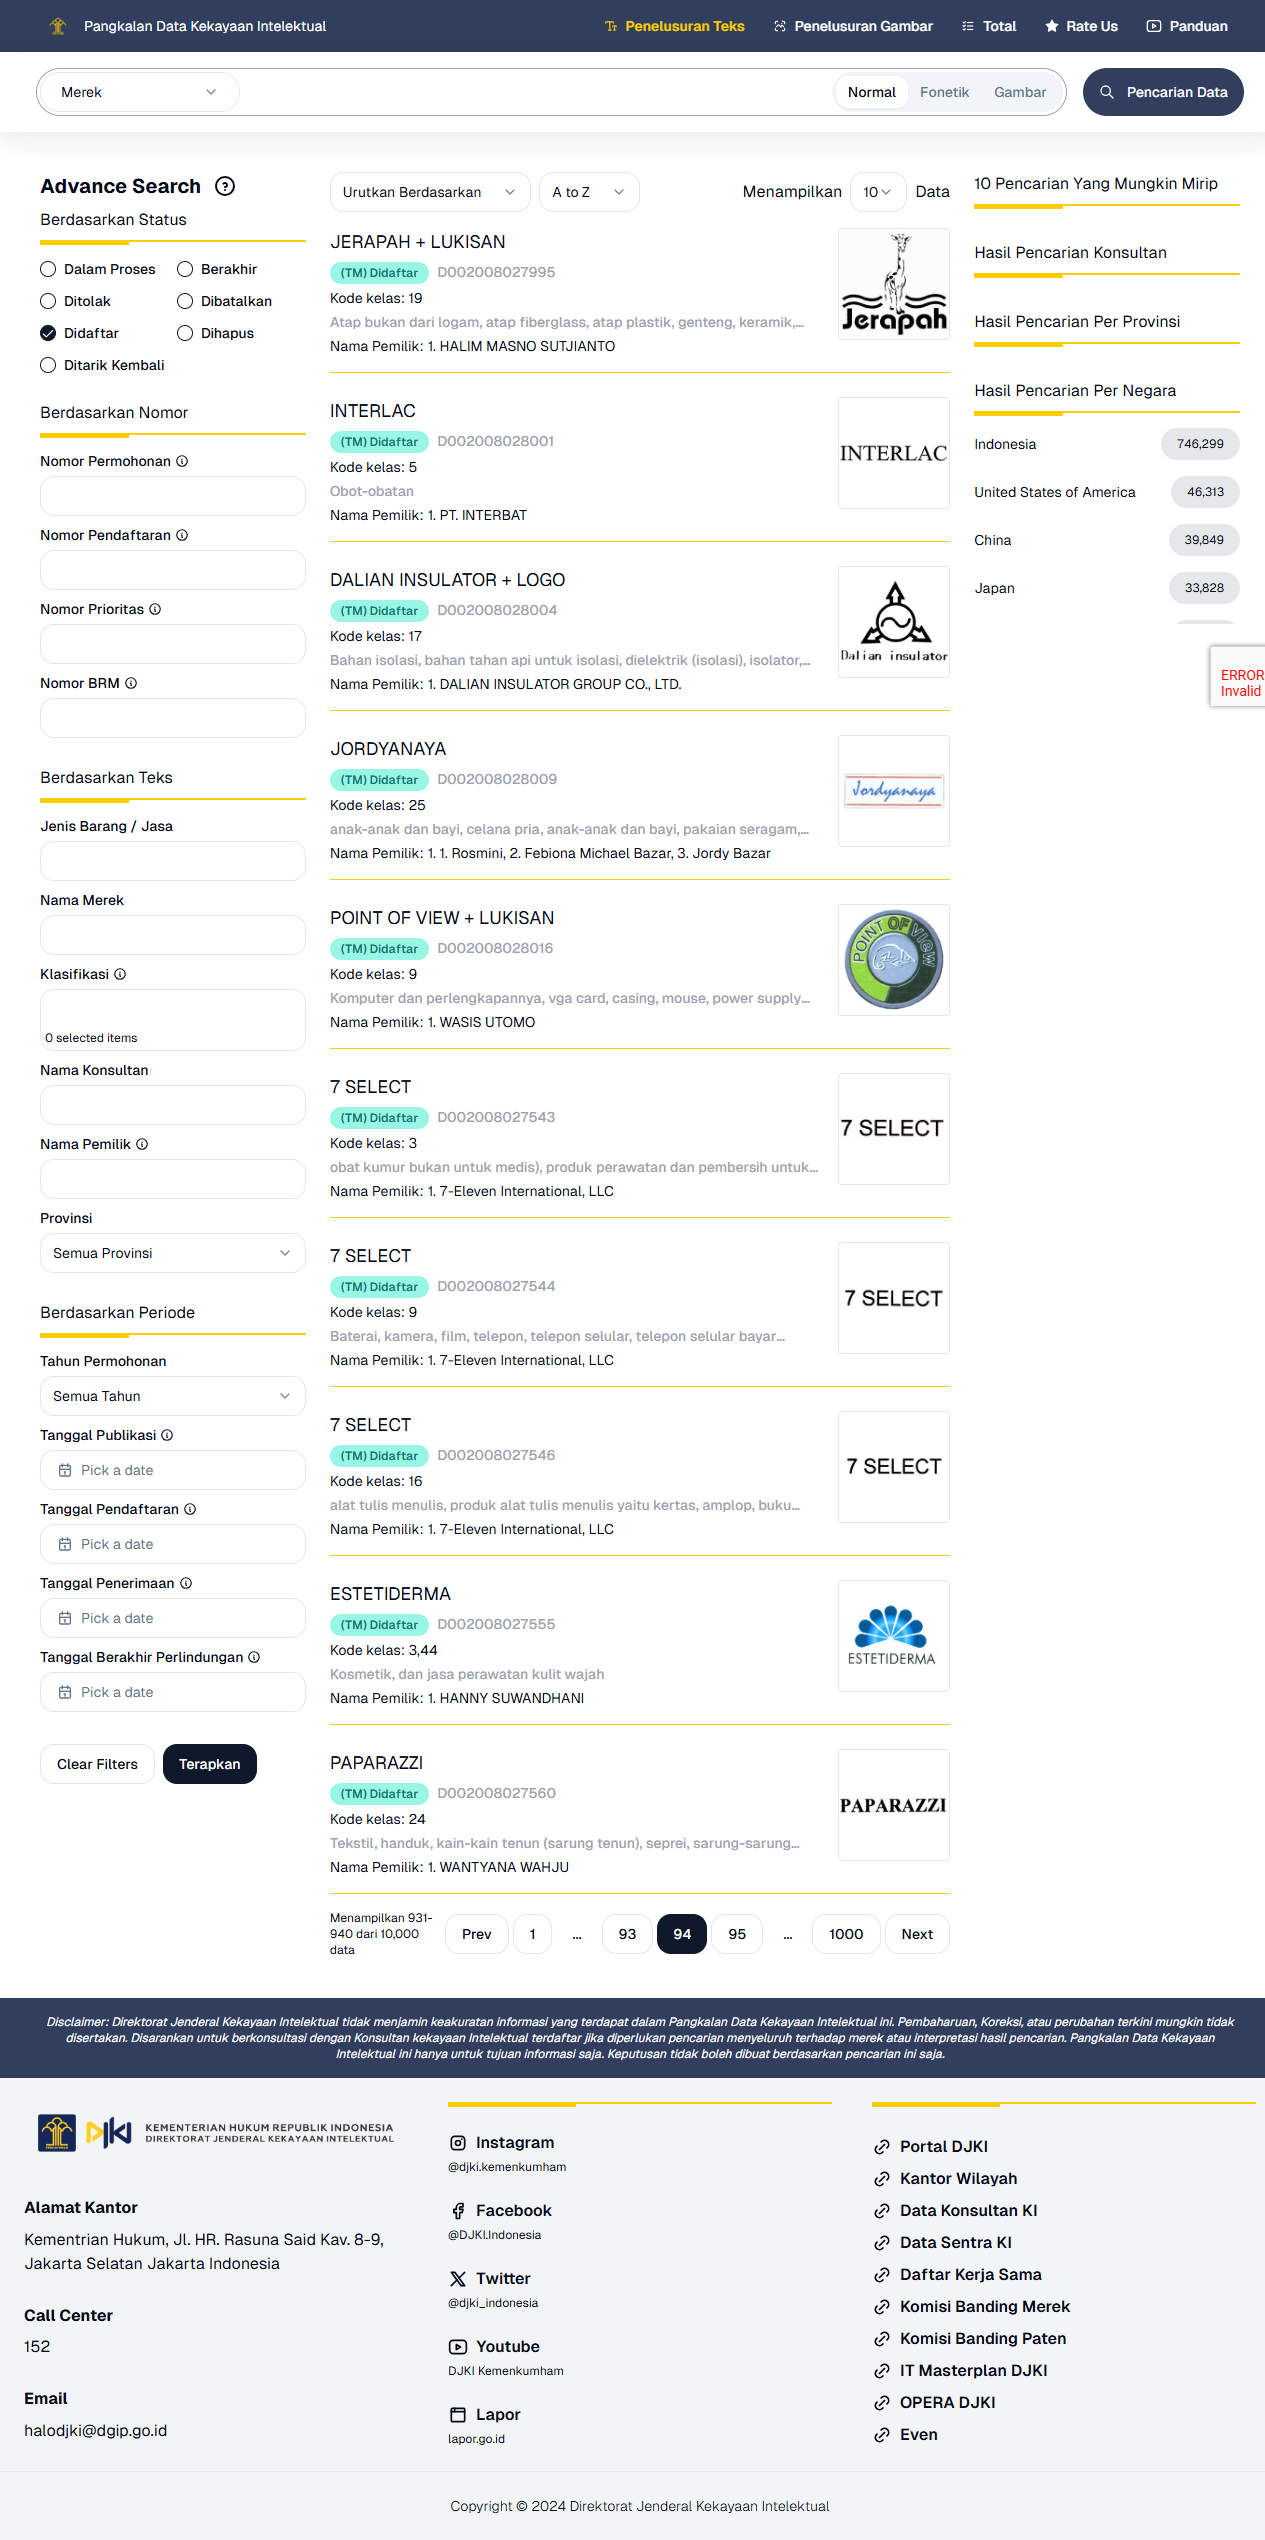 Pangkalan Data Kekayaan Intelektual
Penelusuran Teks
Penelusuran Gambar
Total
Rate Us
Panduan
Merek
Normal
Fonetik
Gambar
Pencarian Data
Advance Search
Berdasarkan Status
Dalam Proses
Berakhir
Ditolak
Dibatalkan
Didaftar
Dihapus
Ditarik Kembali
Berdasarkan Nomor
Nomor Permohonan
Nomor Pendaftaran
Nomor Prioritas
Nomor BRM
Berdasarkan Teks
Jenis Barang / Jasa
Nama Merek
Klasifikasi
0 selected items
Nama Konsultan
Nama Pemilik
Provinsi
Semua Provinsi
Berdasarkan Periode
Tahun Permohonan
Semua Tahun
Tanggal Publikasi
Pick a date
Tanggal Pendaftaran
Pick a date
Tanggal Penerimaan
Pick a date
Tanggal Berakhir Perlindungan
Pick a date
Clear Filters
Terapkan
Urutkan Berdasarkan
A to Z
Menampilkan
10
Data
JERAPAH + LUKISAN
(TM) Didaftar D002008027995
Kode kelas: 19
Atap bukan dari logam, atap fiberglass, atap plastik, genteng, keramik,...
Nama Pemilik: 1. HALIM MASNO SUTJIANTO
Jerapah
INTERLAC
(TM) Didaftar D002008028001
Kode kelas: 5
Obot-obatan
Nama Pemilik: 1. PT. INTERBAT
INTERLAC
DALIAN INSULATOR + LOGO
(TM) Didaftar D002008028004
Kode kelas: 17
Bahan isolasi, bahan tahan api untuk isolasi, dielektrik (isolasi), isolator,...
Nama Pemilik: 1. DALIAN INSULATOR GROUP CO., LTD.
Dalian insulator
JORDYANAYA
(TM) Didaftar D002008028009
Kode kelas: 25
anak-anak dan bayi, celana pria, anak-anak dan bayi, pakaian seragam,...
Nama Pemilik: 1. 1. Rosmini, 2. Febiona Michael Bazar, 3. Jordy Bazar
Jordyanaya
POINT OF VIEW + LUKISAN
(TM) Didaftar D002008028016
Kode kelas: 9
Komputer dan perlengkapannya, vga card, casing, mouse, power supply...
Nama Pemilik: 1. WASIS UTOMO
POINT OF VIEW
7 SELECT
(TM) Didaftar D002008027543
Kode kelas: 3
obat kumur bukan untuk medis), produk perawatan dan pembersih untuk...
Nama Pemilik: 1. 7-Eleven International, LLC
7 SELECT
7 SELECT
(TM) Didaftar D002008027544
Kode kelas: 9
Baterai, kamera, film, telepon, telepon selular, telepon selular bayar...
Nama Pemilik: 1. 7-Eleven International, LLC
7 SELECT
7 SELECT
(TM) Didaftar D002008027546
Kode kelas: 16
alat tulis menulis, produk alat tulis menulis yaitu kertas, amplop, buku...
Nama Pemilik: 1. 7-Eleven International, LLC
7 SELECT
ESTETIDERMA
(TM) Didaftar D002008027555
Kode kelas: 3,44
Kosmetik, dan jasa perawatan kulit wajah
Nama Pemilik: 1. HANNY SUWANDHANI
ESTETIDERMA
PAPARAZZI
(TM) Didaftar D002008027560
Kode kelas: 24
Tekstil, handuk, kain-kain tenun (sarung tenun), seprei, sarung-sarung...
Nama Pemilik: 1. WANTYANA WAHJU
PAPARAZZI
Menampilkan 931-
940 dari 10,000
data
Prev 1 ... 93 94 95 ... 1000 Next
10 Pencarian Yang Mungkin Mirip
Hasil Pencarian Konsultan
Hasil Pencarian Per Provinsi
Hasil Pencarian Per Negara
Indonesia 746,299
United States of America 46,313
China 39,849
Japan 33,828
ERROR
Invalid
Disclaimer: Direktorat Jenderal Kekayaan Intelektual tidak menjamin keakuratan informasi yang terdapat dalam Pangkalan Data Kekayaan Intelektual ini. Pembaharuan, Koreksi, atau perubahan terkini mungkin tidak
disertakan. Disarankan untuk berkonsultasi dengan Konsultan kekayaan Intelektual terdaftar jika diperlukan pencarian menyeluruh terhadap merek atau interpretasi hasil pencarian. Pangkalan Data Kekayaan
Intelektual ini hanya untuk tujuan informasi saja. Keputusan tidak boleh dibuat berdasarkan pencarian ini saja.
DJKI
KEMENTERIAN HUKUM REPUBLIK INDONESIA
DIREKTORAT JENDERAL KEKAYAAN INTELEKTUAL
Alamat Kantor
Kementrian Hukum, Jl. HR. Rasuna Said Kav. 8-9,
Jakarta Selatan Jakarta Indonesia
Call Center
152
Email
halodjki@dgip.go.id
Instagram
@djki.kemenkumham
Facebook
@DJKI.Indonesia
Twitter
@djki_indonesia
Youtube
DJKI Kemenkumham
Lapor
lapor.go.id
Portal DJKI
Kantor Wilayah
Data Konsultan KI
Data Sentra KI
Daftar Kerja Sama
Komisi Banding Merek
Komisi Banding Paten
IT Masterplan DJKI
OPERA DJKI
Even
Copyright © 2024 Direktorat Jenderal Kekayaan Intelektual